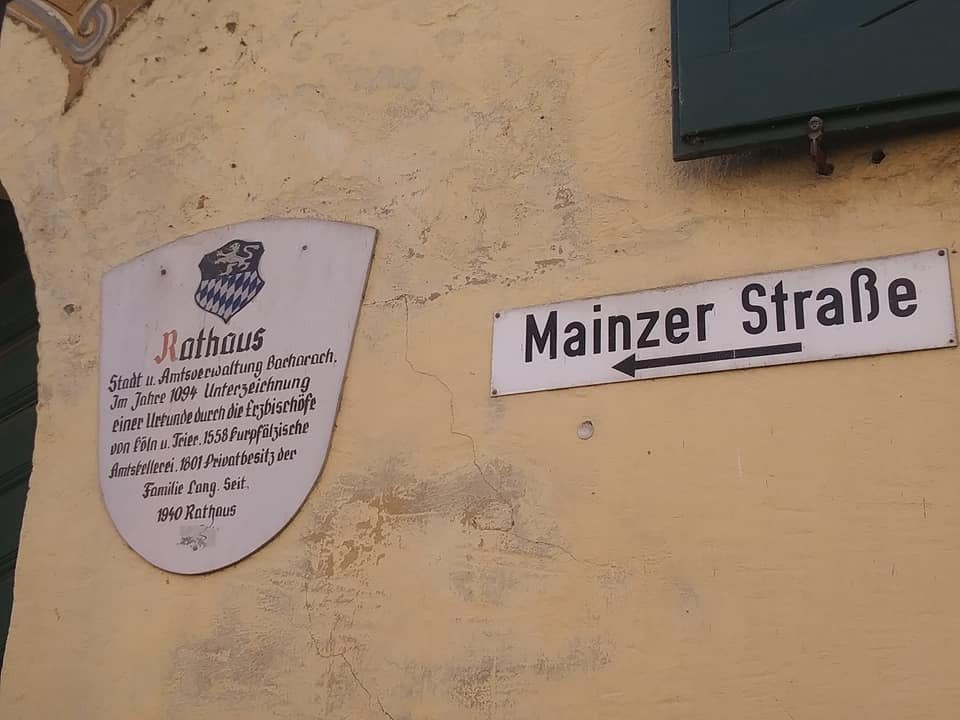 Rathaus
Stadt u. Amtsverwaltung Bacharach.
Im Jahre 1094 Unterzeichnung
einer Urkunde durch die Erzbischöfe
von Köln u. Trier. 1558 kurpfälzische
Amtskellerei. 1801 Privatbesitz der
Familie Lang. Seit.
1940 Rathaus
Mainzer Straße